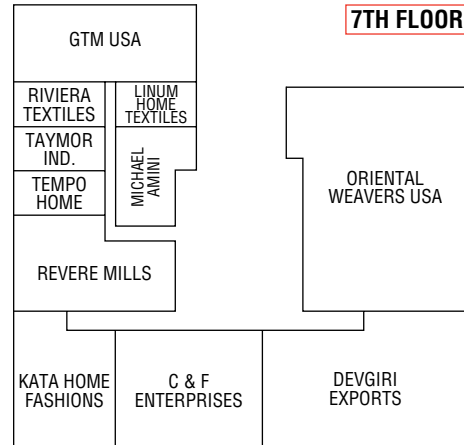 7TH FLOOR
GTM USA
RIVIERA
TEXTILES
LINUM
HOME
TEXTILES
TAYMOR
IND.
MICHAEL
AMINI
TEMPO
HOME
ORIENTAL
WEAVERS USA
REVERE MILLS
KATA HOME
FASHIONS
C & F
ENTERPRISES
DEVGIRI
EXPORTS